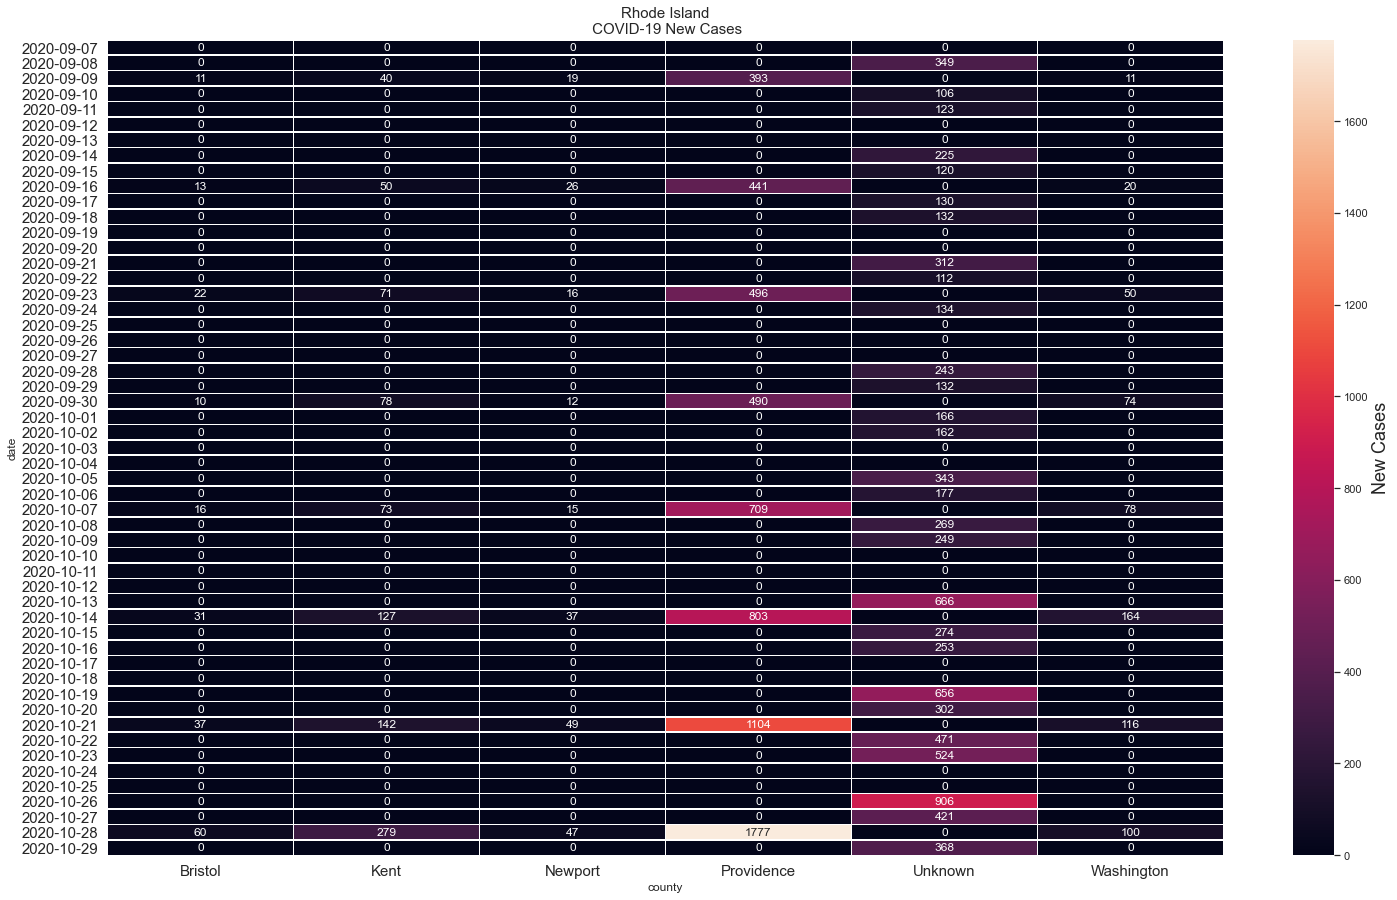 Rhode Island
COVID-19 New Cases
2020-09-07 0 0 0 0 0 0
2020-09-08 0 0 0 0 349 0
2020-09-09 11 40 19 393 0 11
2020-09-10 0 0 0 0 106 0
2020-09-11 0 0 0 0 123 0
2020-09-12 0 0 0 0 0 0
2020-09-13 0 0 0 0 0 0
2020-09-14 0 0 0 0 225 0
2020-09-15 0 0 0 0 120 0
2020-09-16 13 50 26 441 0 20
2020-09-17 0 0 0 0 130 0
2020-09-18 0 0 0 0 132 0
2020-09-19 0 0 0 0 0 0
2020-09-20 0 0 0 0 0 0
2020-09-21 0 0 0 0 312 0
2020-09-22 0 0 0 0 112 0
2020-09-23 22 71 16 496 0 50
2020-09-24 0 0 0 0 134 0
2020-09-25 0 0 0 0 0 0
2020-09-26 0 0 0 0 0 0
2020-09-27 0 0 0 0 0 0
2020-09-28 0 0 0 0 243 0
2020-09-29 0 0 0 0 132 0
2020-09-30 10 78 12 490 0 74
2020-10-01 0 0 0 0 166 0
2020-10-02 0 0 0 0 162 0
2020-10-03 0 0 0 0 0 0
2020-10-04 0 0 0 0 0 0
2020-10-05 0 0 0 0 343 0
2020-10-06 0 0 0 0 177 0
2020-10-07 16 73 15 709 0 78
2020-10-08 0 0 0 0 269 0
2020-10-09 0 0 0 0 249 0
2020-10-10 0 0 0 0 0 0
2020-10-11 0 0 0 0 0 0
2020-10-12 0 0 0 0 0 0
2020-10-13 0 0 0 0 666 0
2020-10-14 31 127 37 803 0 164
2020-10-15 0 0 0 0 274 0
2020-10-16 0 0 0 0 253 0
2020-10-17 0 0 0 0 0 0
2020-10-18 0 0 0 0 0 0
2020-10-19 0 0 0 0 656 0
2020-10-20 0 0 0 0 302 0
2020-10-21 37 142 49 1104 0 116
2020-10-22 0 0 0 0 471 0
2020-10-23 0 0 0 0 524 0
2020-10-24 0 0 0 0 0 0
2020-10-25 0 0 0 0 0 0
2020-10-26 0 0 0 0 906 0
2020-10-27 0 0 0 0 421 0
2020-10-28 60 279 47 1777 0 100
2020-10-29 0 0 0 0 368 0
Bristol Kent Newport Providence Unknown Washington
county
date
1600
1400
1200
1000
800
600
400
200
0
New Cases